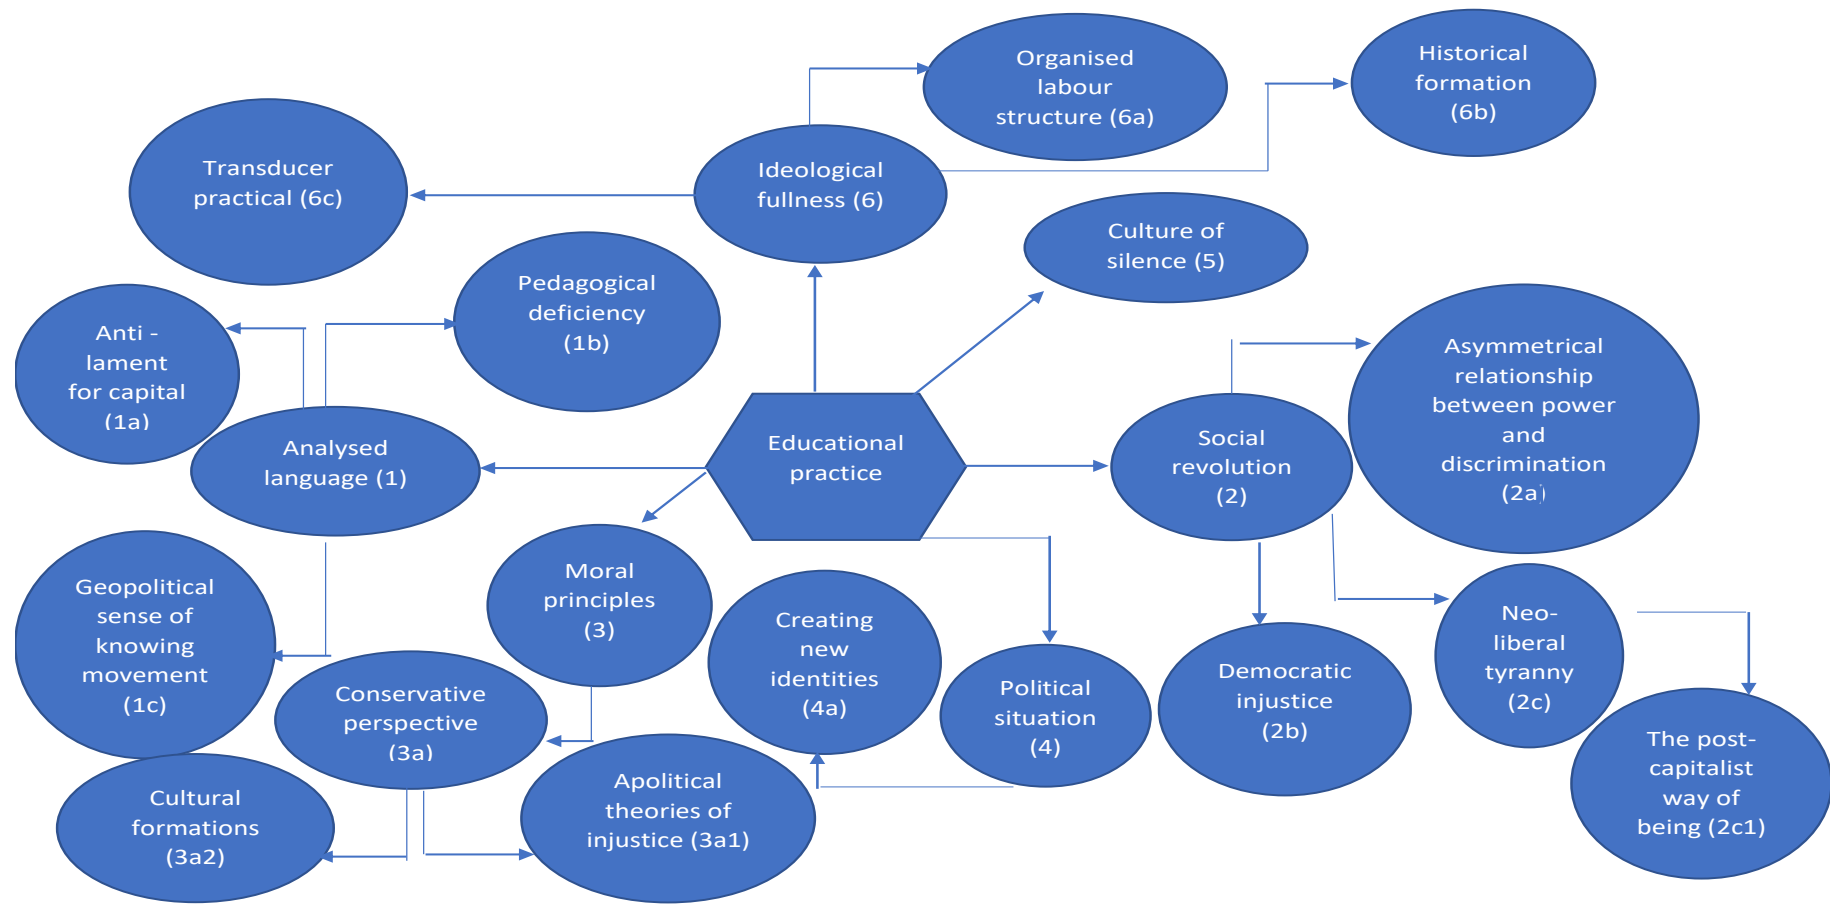 Organised
labour
structure (6a)
Historical
formation
(6b)
Transducer
practical (6c)
Ideological
fullness (6)
Culture of
silence (5)
Pedagogical
deficiency
(1b)
Anti -
lament
for capital
(1a)
Asymmetrical
relationship
between power
and
discrimination
(2a)
Analysed
language (1)
Educational
practice
Social
revolution
(2)
Geopolitical
sense of
knowing
movement
(1c)
Moral
principles
(3)
Creating
new
identities
(4a)
Neo-
liberal
tyranny
(2c)
Conservative
perspective
(3a)
Political
situation
(4)
Democratic
injustice
(2b)
Cultural
formations
(3a2)
Apolitical
theories of
injustice (3a1)
The post-
capitalist
way of
being (2c1)